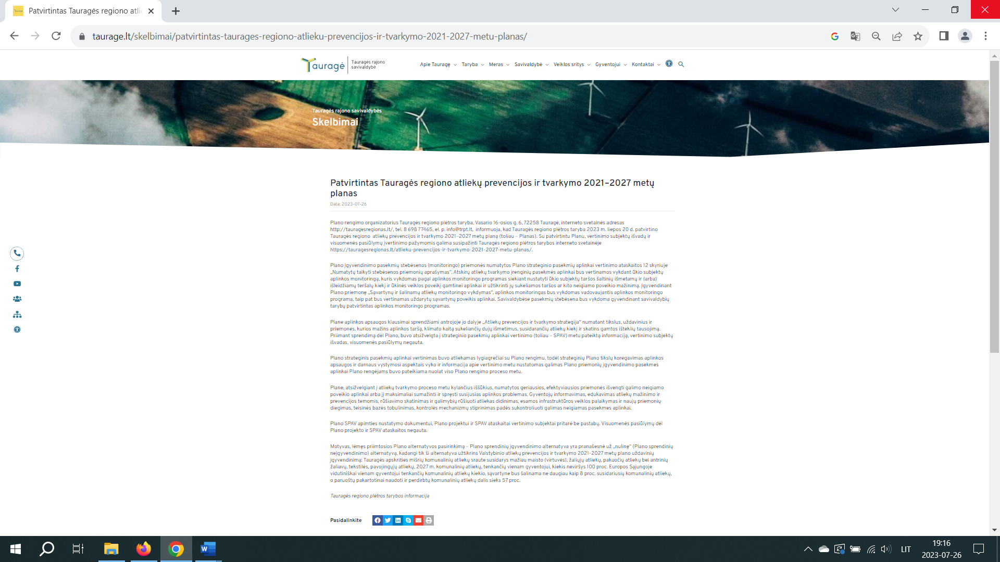 Patvirtintas Tauragės regiono atlie
taurage.lt/skelbimai/patvirtintas-taurages-regiono-atlieku-prevencijos-ir-tvarkymo-2021-2027-metu-planas/
Tauragė
Tauragės rajono
savivaldybė
Apie Tauragę Taryba Meras Savivaldybė Veiklos sritys Gyventojui Kontaktai
Tauragės rajono savivaldybės
Skelbimai
Patvirtintas Tauragės regiono atliekų prevencijos ir tvarkymo 2021–2027 metų
planas
Data: 2023-07-26
Plano rengimo organizatorius Tauragės regiono plėtros taryba, Vasario 16-osios g. 6, 72258 Tauragė, interneto svetainės adresas
http://tauragesregionas.lt/, tel. 8 698 77465, el. p. info@trpt.lt, informuoja, kad Tauragės regiono plėtros taryba 2023 m. liepos 20 d. patvirtino
Tauragės regiono atliekų prevencijos ir tvarkymo 2021–2027 metų planą (toliau – Planas). Su patvirtintu Planu, vertinimo subjektų išvadų ir
visuomenės pasiūlymų įvertinimo pažymomis galima susipažinti Tauragės regiono plėtros tarybos interneto svetainėje
https://tauragesregionas.lt/atlieku-prevencijos-ir-tvarkymo-2021-2027-metu-planas/.
Plano įgyvendinimo pasekmių stebėsenos (monitoringo) priemonės numatytos Plano strateginio pasekmių aplinkai vertinimo ataskaitos 12 skyriuje
„Numatytų taikyti stebėsenos priemonių aprašymas“. Atskirų atliekų tvarkymo įrenginių pasekmės aplinkai bus vertinamos vykdant ūkio subjektų
aplinkos monitoringą, kuris vykdomas pagal aplinkos monitoringo programas siekiant nustatyti ūkio subjektų taršos šaltinių išmetamų ir (arba)
išleidžiamų teršalų kiekį ir ūkinės veiklos poveikį gamtinei aplinkai ir užtikrinti jų sukeliamos taršos ar kito neigiamo poveikio mažinimą. Įgyvendinant
Plano priemonę „Sąvartynų ir šalinamų atliekų monitoringo vykdymas“, aplinkos monitoringas bus vykdomas vadovaujantis aplinkos monitoringo
programa, taip pat bus vertinamas uždarytų sąvartynų poveikis aplinkai. Savivaldybėse pasekmių stebėsena bus vykdoma gyvendinant savivaldybių
tarybų patvirtintas aplinkos monitoringo programas.
Plane aplinkos apsaugos klausimai sprendžiami antrojoje jo dalyje „Atliekų prevencijos ir tvarkymo strategija“ numatant tikslus, uždavinius ir
priemones, kurios mažins aplinkos taršą, klimato kaitą sukeliančių dujų išmetimus, susidarančių atliekų kiekį ir skatins gamtos išteklių tausojimą.
Priimant sprendimą dėl Plano, buvo atsižvelgta į strateginio pasekmių aplinkai vertinimo (toliau – SPAV) metu pateiktą informaciją, vertinimo subjektų
išvadas, visuomenės pasiūlymų negauta.
Plano strateginis pasekmių aplinkai vertinimas buvo atliekamas lygiagrečiai su Plano rengimu, todėl strateginių Plano tikslų koregavimas aplinkos
apsaugos ir darnaus vystymosi aspektais vyko ir informacija apie vertinimo metu nustatomas galimas Plano priemonių įgyvendinimo pasekmes
aplinkai Plano rengėjams buvo pateikiama nuolat viso Plano rengimo proceso metu.
Plane, atsižvelgiant į atliekų tvarkymo proceso metu kylančius iššūkius, numatytos geriausios, efektyviausios priemonės išvengti galimo neigiamo
poveikio aplinkai arba jį maksimaliai sumažinti ir spręsti susijusias aplinkos problemas. Gyventojų informavimas, edukavimas atliekų mažinimo ir
prevencijos temomis, rūšiavimo skatinimas ir galimybių rūšiuoti atliekas didinimas, esamos infrastruktūros veiklos palaikymas ir naujų priemonių
diegimas, teisinės bazės tobulinimas, kontrolės mechanizmų stiprinimas padės sukontroliuoti galimas neigiamas pasekmes aplinkai.
Plano SPAV apimties nustatymo dokumentui, Plano projektui ir SPAV ataskaitai vertinimo subjektai pritarė be pastabų. Visuomenės pasiūlymų dėl
Plano projekto ir SPAV ataskaitos negauta.
Motyvas, lėmęs priimtosios Plano alternatyvos pasirinkimą – Plano sprendinių įgyvendinimo alternatyva yra pranašesnė už „nulinę“ (Plano sprendinių
neįgyvendinimo) alternatyvą, kadangi tik ši alternatyva užtikrins Valstybinio atliekų prevencijos ir tvarkymo 2021-2027 metų plano uždavinių
įgyvendinimą: Tauragės apskrities mišrių komunalinių atliekų sraute susidarys mažiau maisto (virtuvės), žaliųjų atliekų, pakuočių atliekų bei antrinių
žaliavų, tekstilės, pavojingųjų atliekų, 2027 m. komunalinių atliekų, tenkančių vienam gyventojui, kiekis neviršys 100 proc. Europos Sąjungoje
vidutiniškai vienam gyventojui tenkančių komunalinių atliekų kiekio, sąvartyne bus šalinama ne daugiau kaip 8 proc. susidariusių komunalinių atliekų,
o paruoštų pakartotinai naudoti ir perdirbtų komunalinių atliekų dalis sieks 57 proc.
Tauragės regiono plėtros tarybos informacija
Pasidalinkite
LIT
19:16
2023-07-26